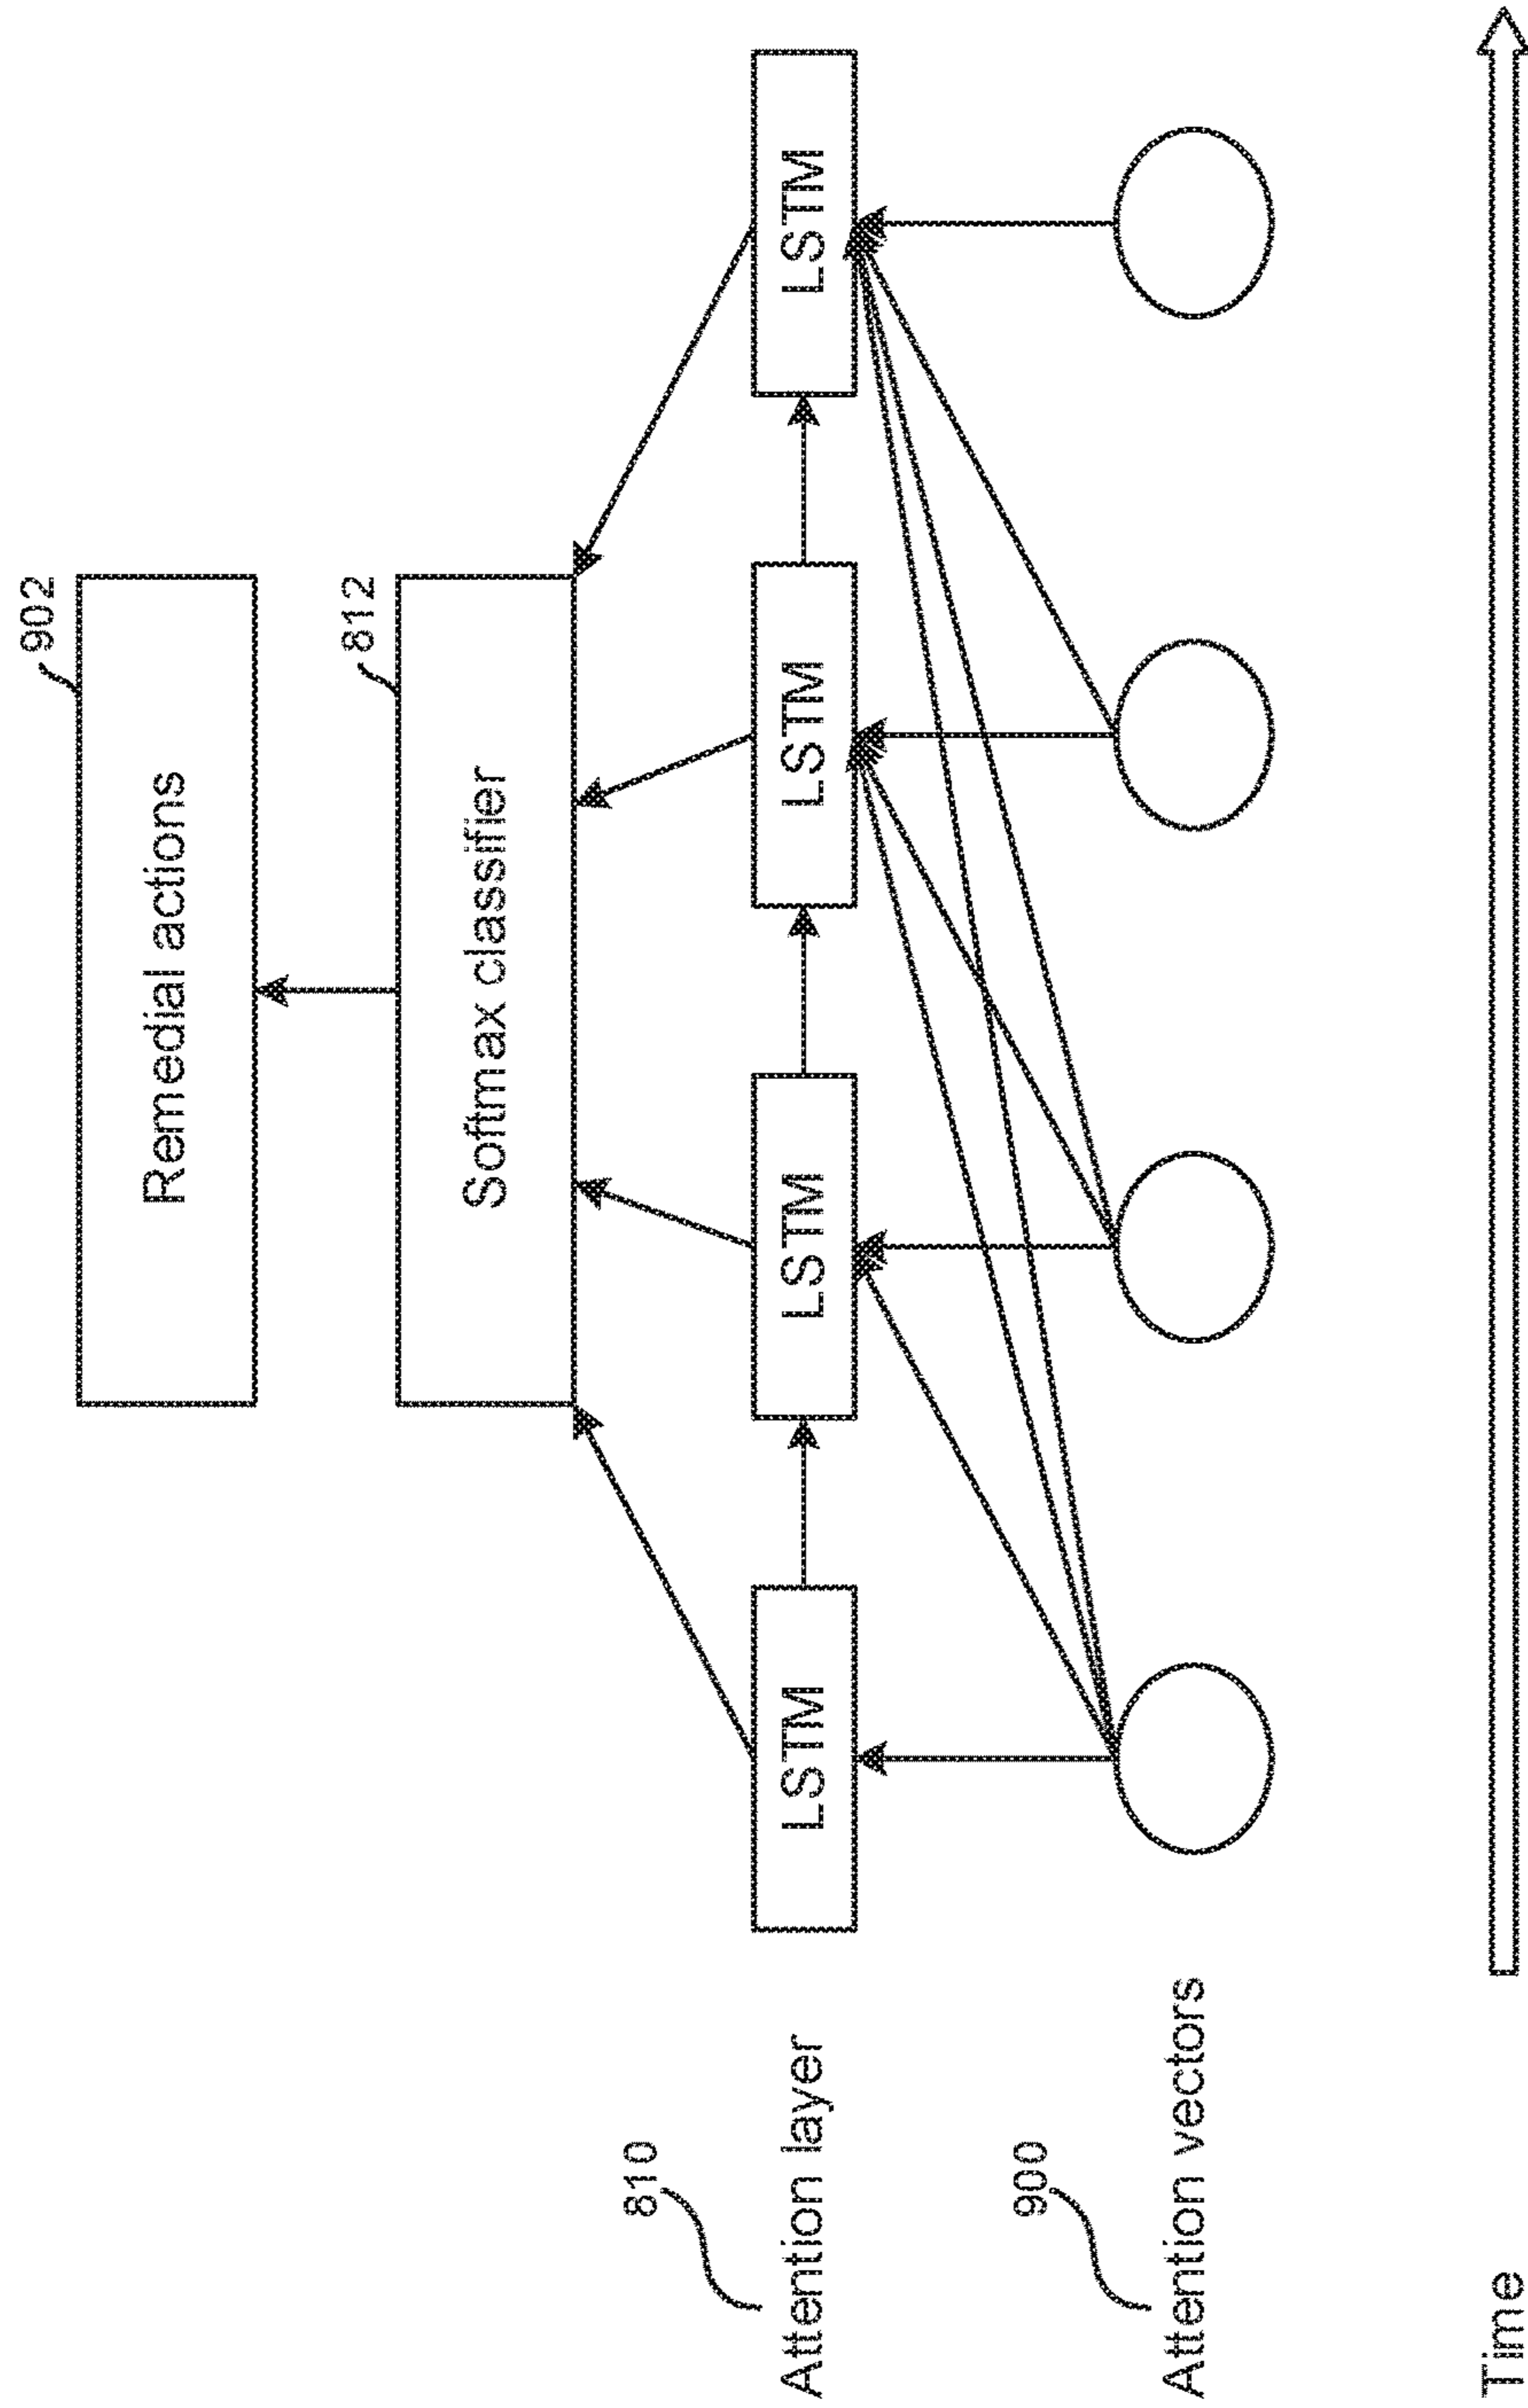 902
Remedial actions
812
Softmax classifier
810
Attention layer
LSTM
LSTM
LSTM
LSTM
900
Attention vectors
Time